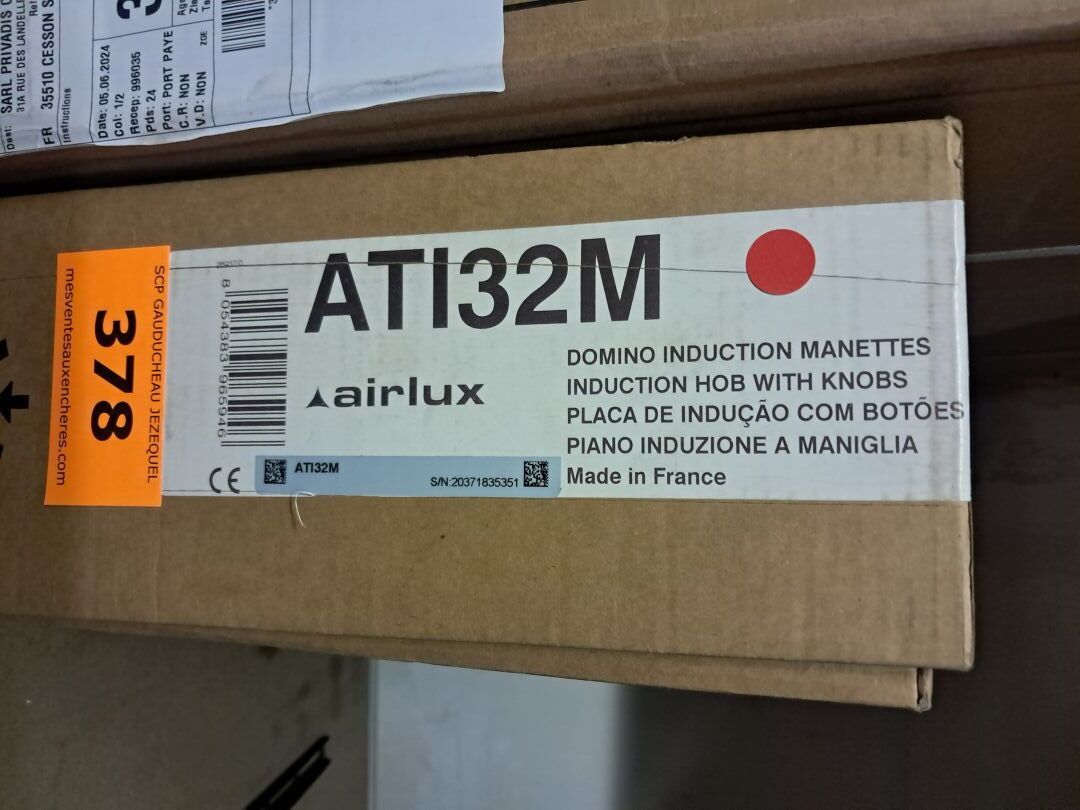 SARL PRIVADIS
Dest:
31A RUE DES LANDELLE
FR 35510 CESSON S
Instructions
Date: 05.06.2024
Col: 1/2
Recep: 996035
Pds: 24
Port: PORT PAYE
C.R: NON
V.D: NON
ZOE
SCP GAUDUCHEAU JEZEQUEL
378
mesventesauxencheres.com
8 054383 965946
ATI32M
airlux
DOMINO INDUCTION MANETTES
INDUCTION HOB WITH KNOBS
PLACA DE INDUÇÃO COM BOTÕES
PIANO INDUZIONE A MANIGLIA
Made in France
CE
ATI32M
S/N:20371835351